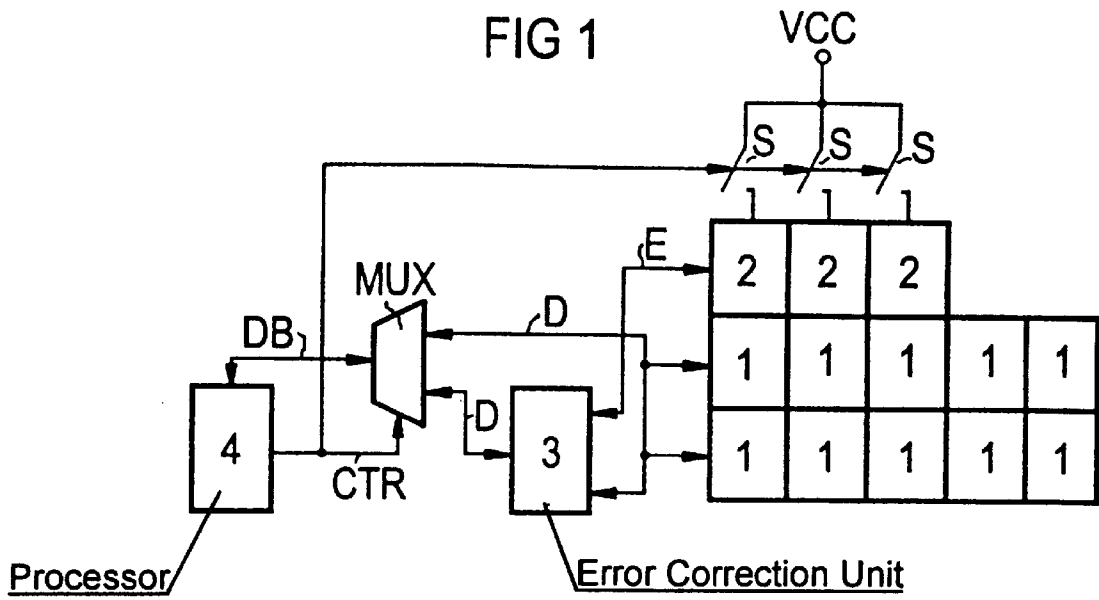 FIG 1
VCC
S S S
E
2 2 2
MUX
D
DB
1 1 1 1 1
D
4
3
1 1 1 1 1
CTR
Processor
Error Correction Unit